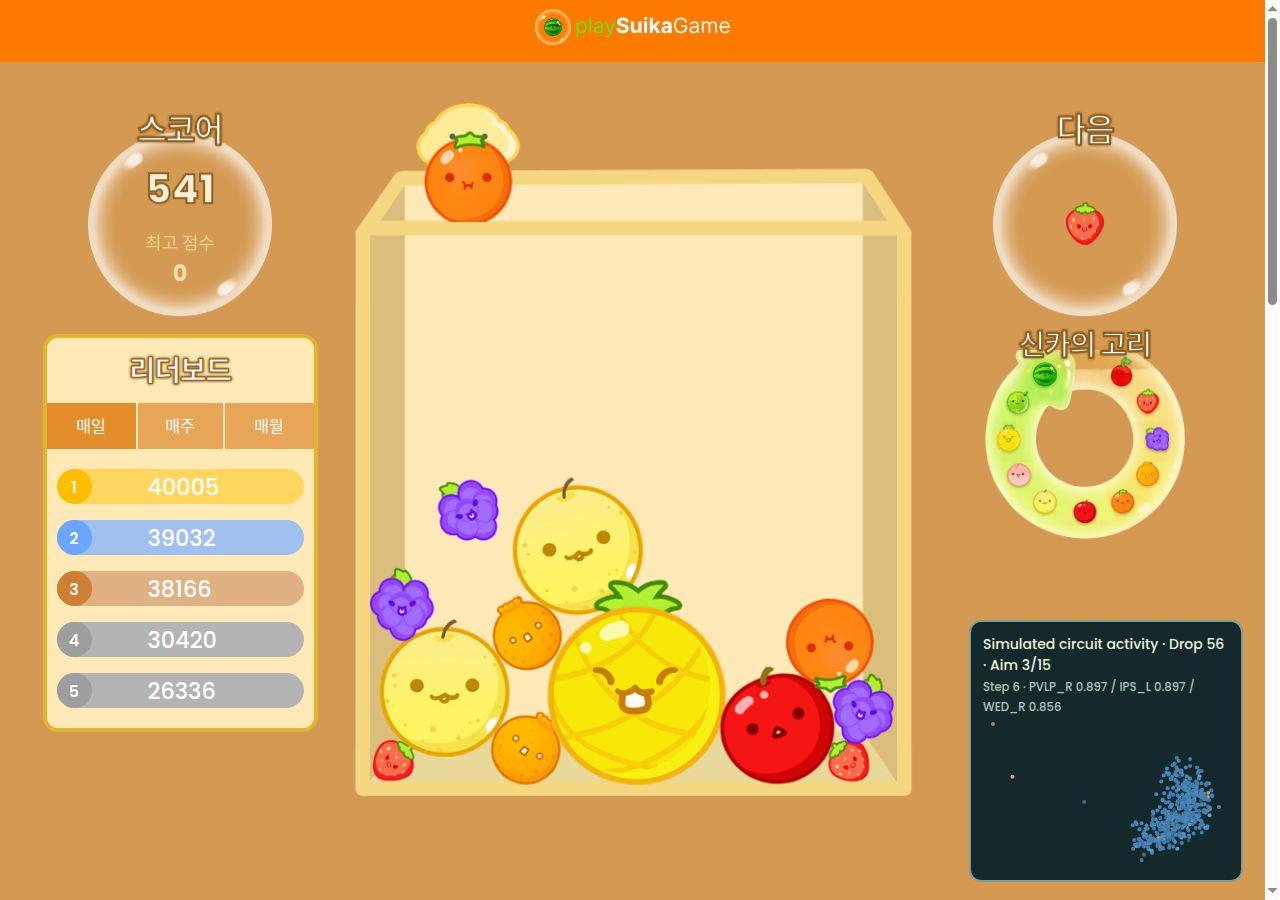 playSuikaGame
스코어
541
최고 점수
0
다음
신카의 고리
리더보드
매일 매주 매월
1 40005
2 39032
3 38166
4 30420
5 26336
Simulated circuit activity · Drop 56
· Aim 3/15
Step 6 · PVLP_R 0.897 / IPS_L 0.897 /
WED_R 0.856